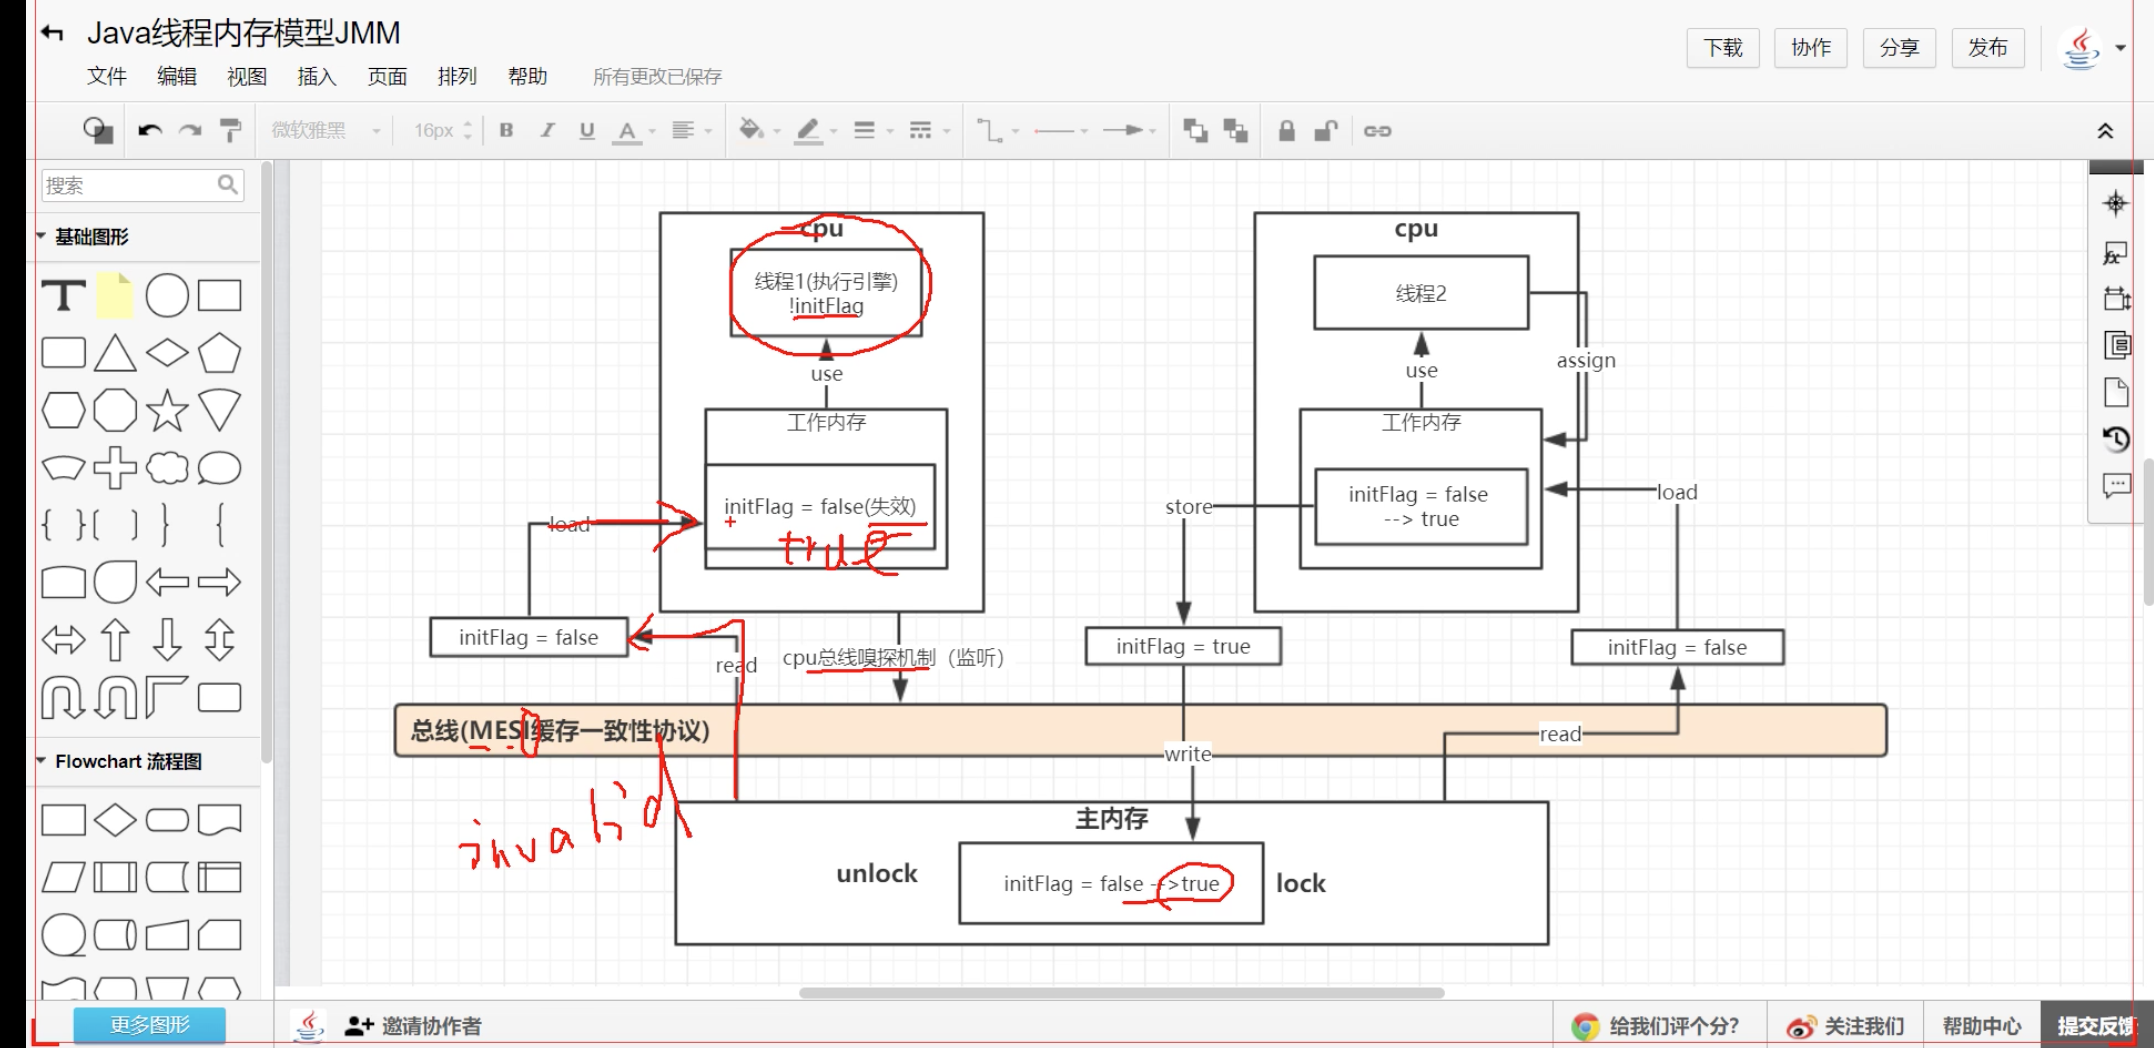 Java线程内存模型JMM
文件 编辑 视图 插入 页面 排列 帮助 所有更改已保存
下载 协作 分享 发布
微软雅黑 16px B I U A
搜索
基础图形
T
Flowchart 流程图
更多图形
cpu
线程1(执行引擎)
!initFlag
use
工作内存
initFlag = false(失效)
true
load
initFlag = false
read
cpu总线嗅探机制（监听）
cpu
线程2
assign
use
工作内存
initFlag = false
--> true
store
load
initFlag = true
initFlag = false
总线(MESI缓存一致性协议)
write
read
invalid
主内存
unlock
initFlag = false -->true
lock
邀请协作者
给我们评个分?
关注我们
帮助中心
提交反馈